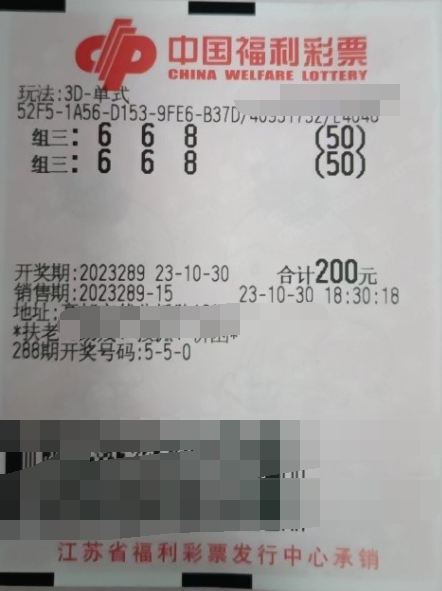 中国福利彩票
CHINA WELFARE LOTTERY
玩法:3D-单式
52F5-1A56-D153-9FE6-B37D/
组三: 6 6 8 (50)
组三: 6 6 8 (50)
开奖期:2023289 23-10-30 合计200元
销售期:2023289-15 23-10-30 18:30:18
地址:
*扶老
288期开奖号码:5-5-0
江苏省福利彩票发行中心承销